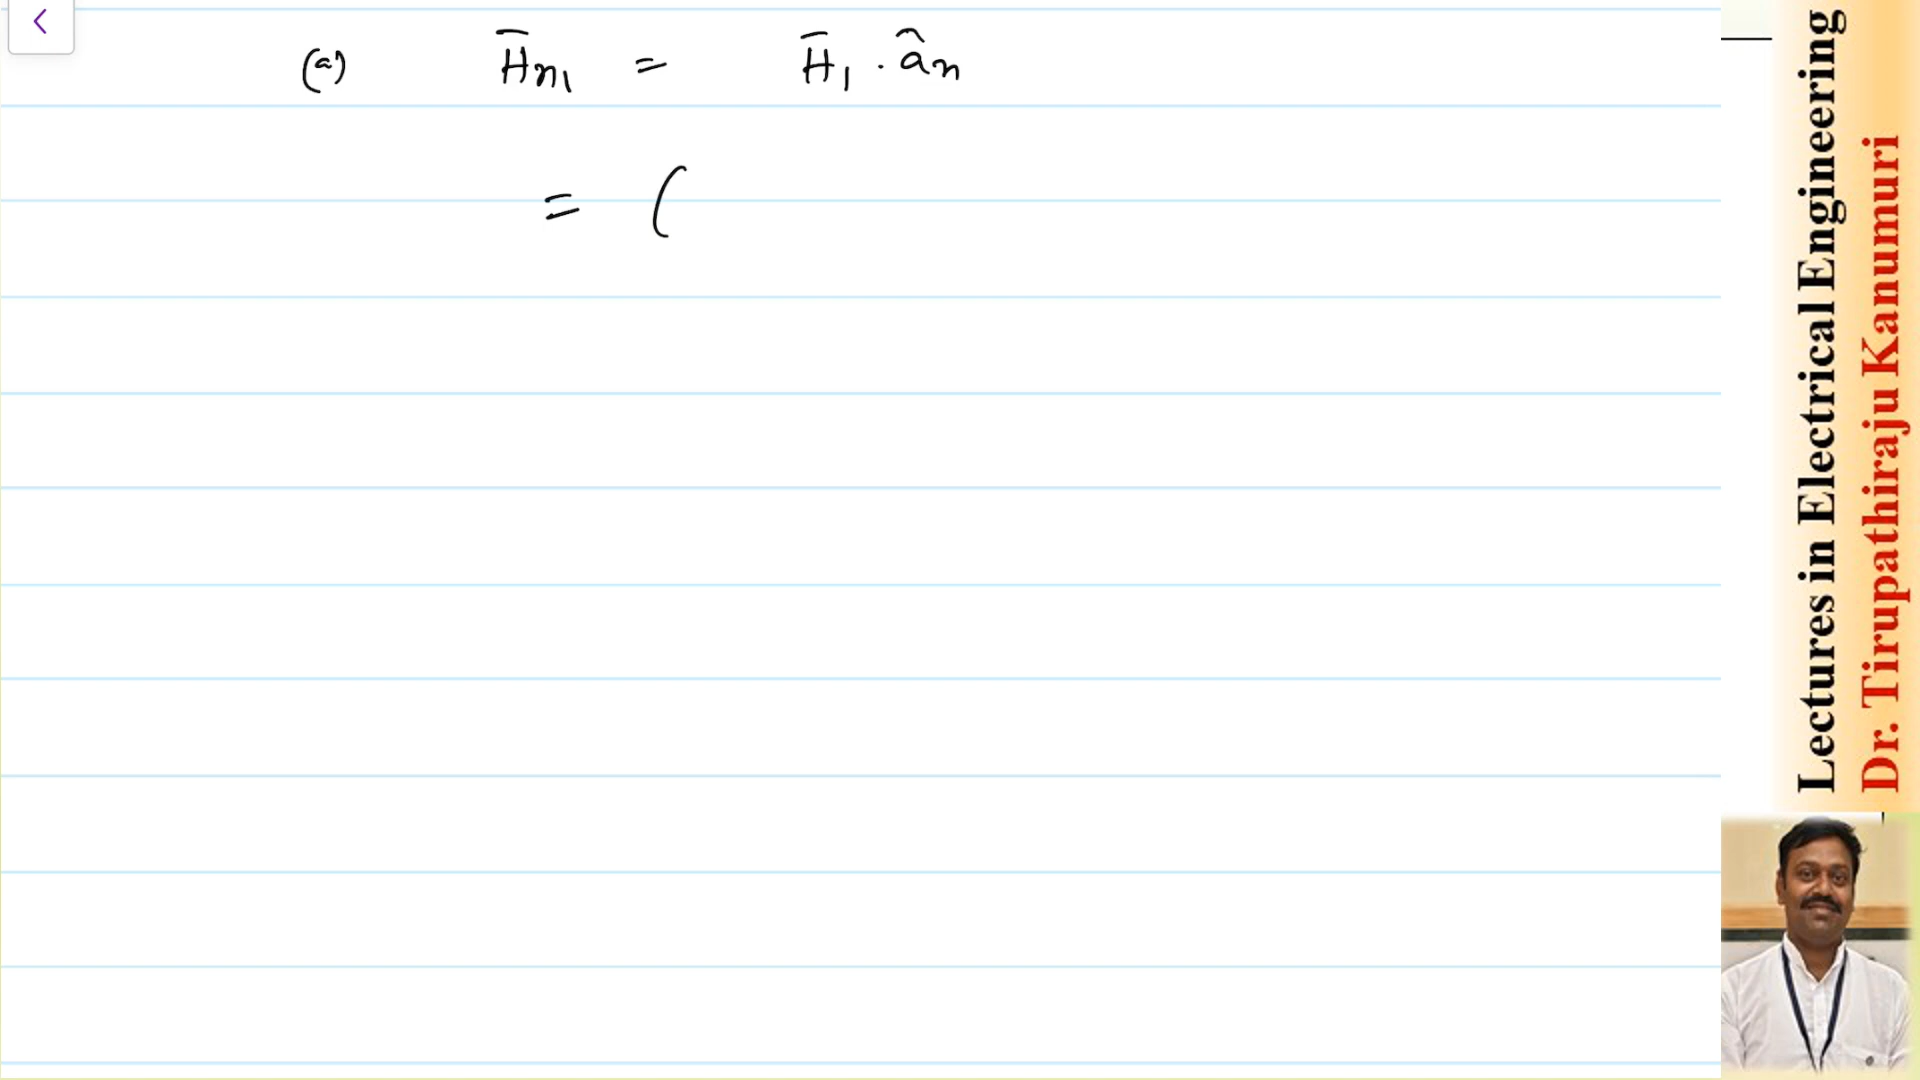 (a) H̅n1 = H̅1 . ân
= (
Lectures in Electrical Engineering
Dr. Tirupathiraju Kanumuri